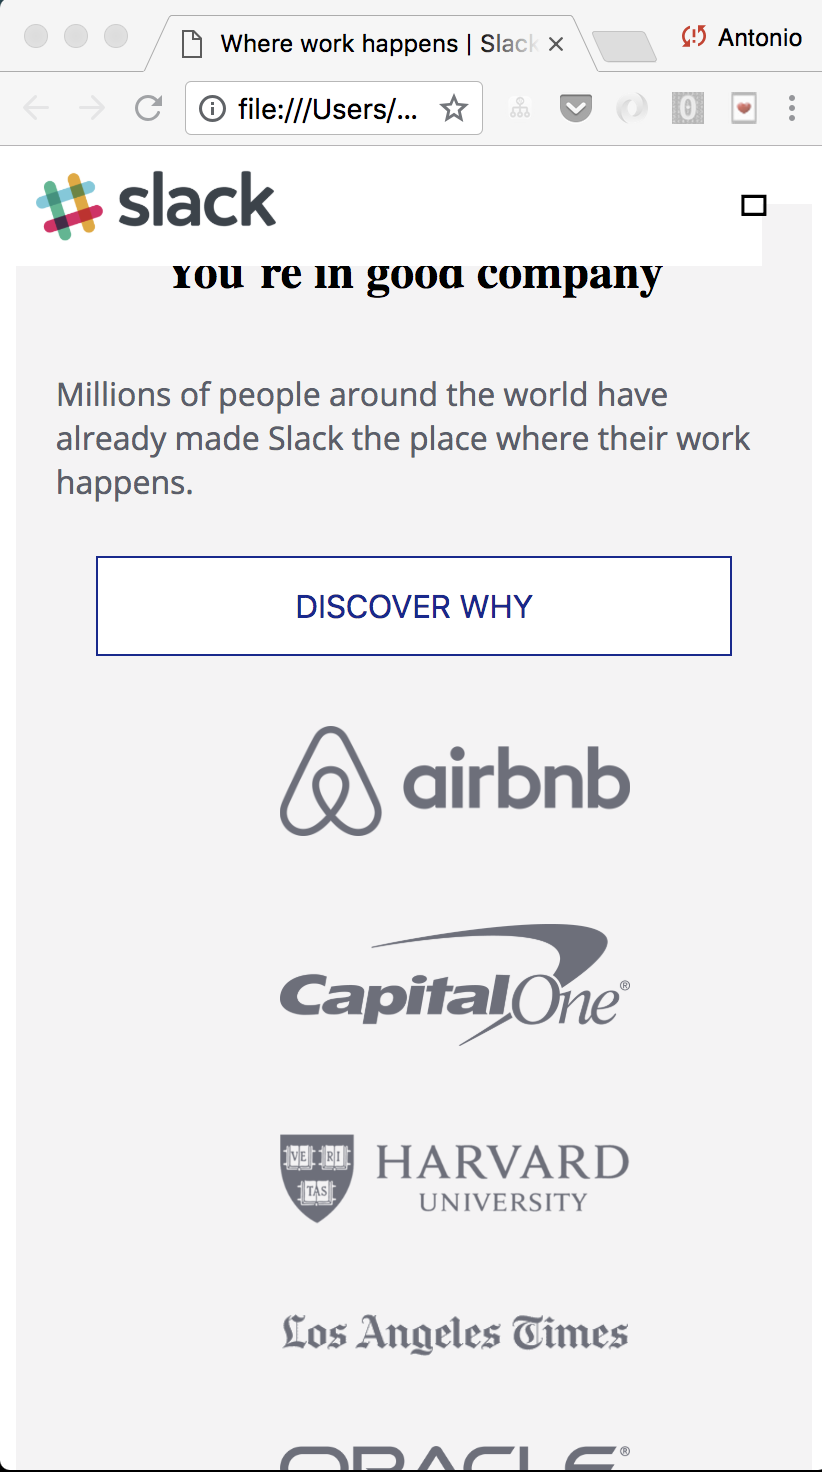 Where work happens | Slack
Antonio
file:///Users/...
slack
You're in good company
Millions of people around the world have
already made Slack the place where their work
happens.
DISCOVER WHY
airbnb
CapitalOne®
VE RI
TAS
HARVARD
UNIVERSITY
Los Angeles Times
ORACLE®